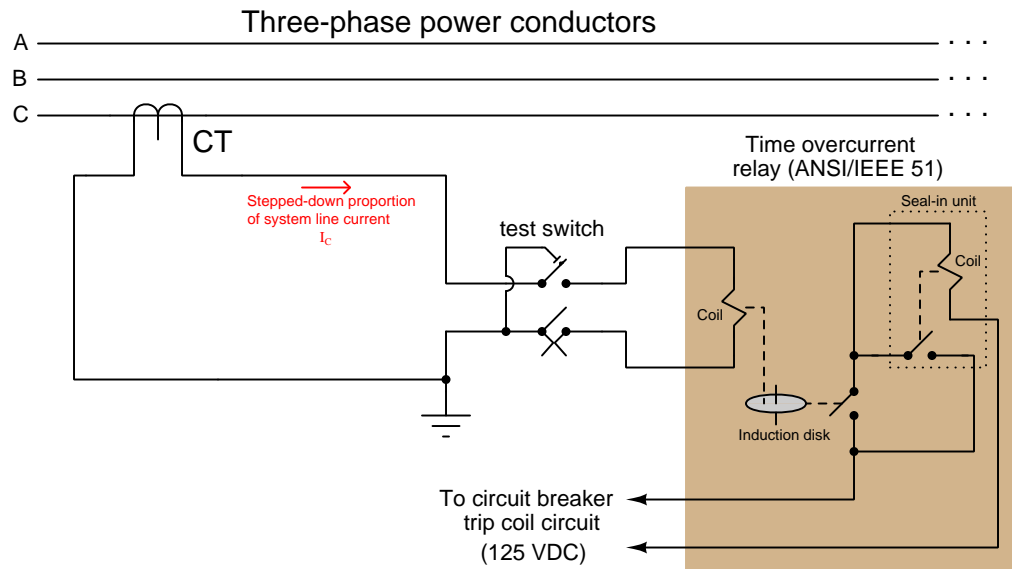 Three-phase power conductors
A
. . .
B
. . .
C
. . .
CT
Time overcurrent
relay (ANSI/IEEE 51)
Stepped-down proportion
of system line current
I_C
Seal-in unit
test switch
Coil
Coil
Induction disk
To circuit breaker
trip coil circuit
(125 VDC)